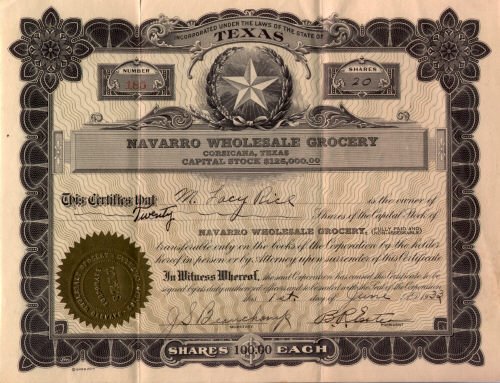 INCORPORATED UNDER THE LAWS OF THE STATE OF
TEXAS
NUMBER
185
SHARES
20
NAVARRO WHOLESALE GROCERY
CORSICANA, TEXAS
CAPITAL STOCK $125,000.00
This Certifies that M. Lacy Rice is the owner of
Twenty Shares of the Capital Stock of
NAVARRO WHOLESALE GROCERY, (FULLY PAID AND NON-ASSESSABLE)
transferable only on the books of the Corporation by the holder
hereof in person or by Attorney upon surrender of this Certificate
In Witness Whereof, the said Corporation has caused this Certificate to be
signed by its duly authorized officers and to be sealed with the Seal of the Corporation
this 1st day of June
J S Beauchamp
SECRETARY
PRESIDENT
SHARES 100.00 EACH